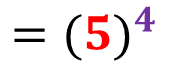 = (5)⁴